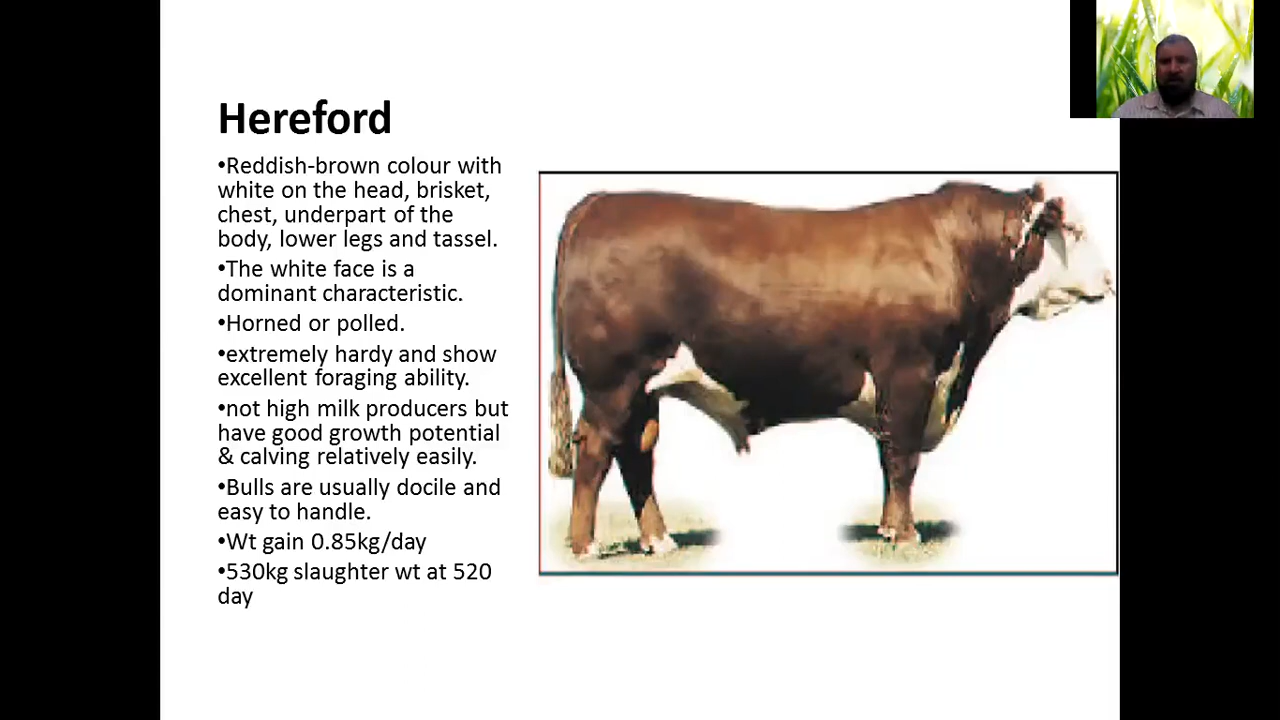 Hereford
•Reddish-brown colour with
white on the head, brisket,
chest, underpart of the
body, lower legs and tassel.
•The white face is a
dominant characteristic.
•Horned or polled.
•extremely hardy and show
excellent foraging ability.
•not high milk producers but
have good growth potential
& calving relatively easily.
•Bulls are usually docile and
easy to handle.
•Wt gain 0.85kg/day
•530kg slaughter wt at 520
day